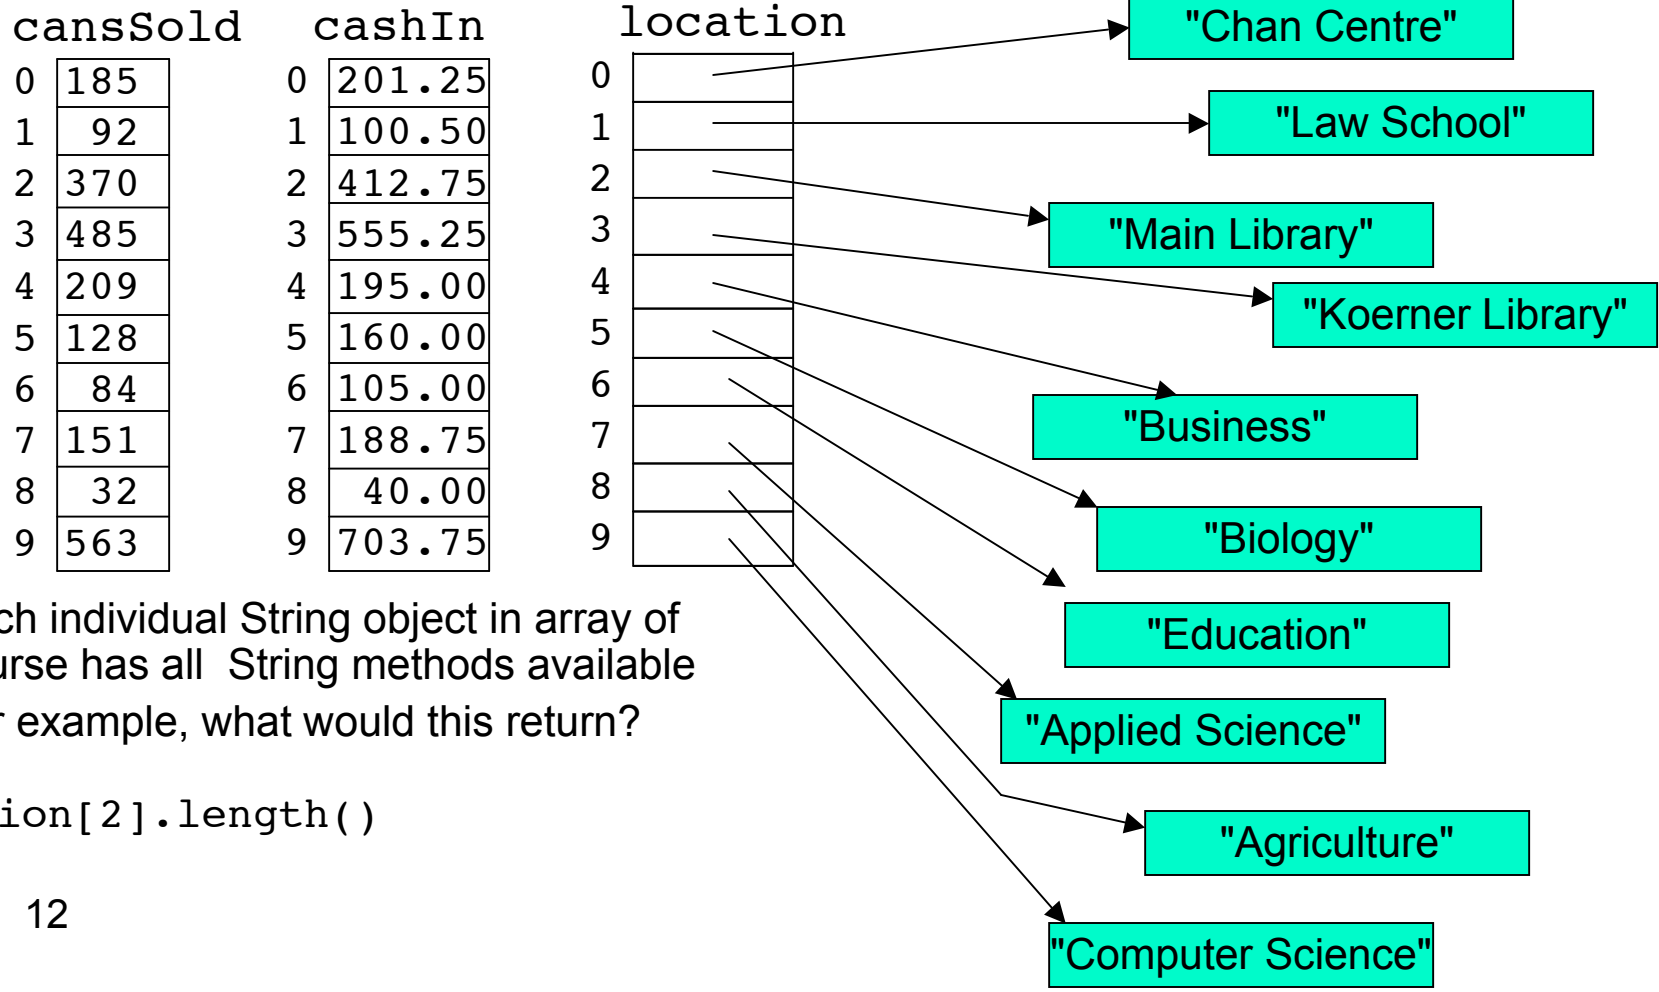 cansSold cashIn location
0 185 0 201.25 0 "Chan Centre"
1 92 1 100.50 1 "Law School"
2 370 2 412.75 2 "Main Library"
3 485 3 555.25 3 "Koerner Library"
4 209 4 195.00 4 "Business"
5 128 5 160.00 5 "Biology"
6 84 6 105.00 6 "Education"
7 151 7 188.75 7 "Applied Science"
8 32 8 40.00 8 "Agriculture"
9 563 9 703.75 9 "Computer Science"
ch individual String object in array of
urse has all String methods available
r example, what would this return?
ion[2].length()
12